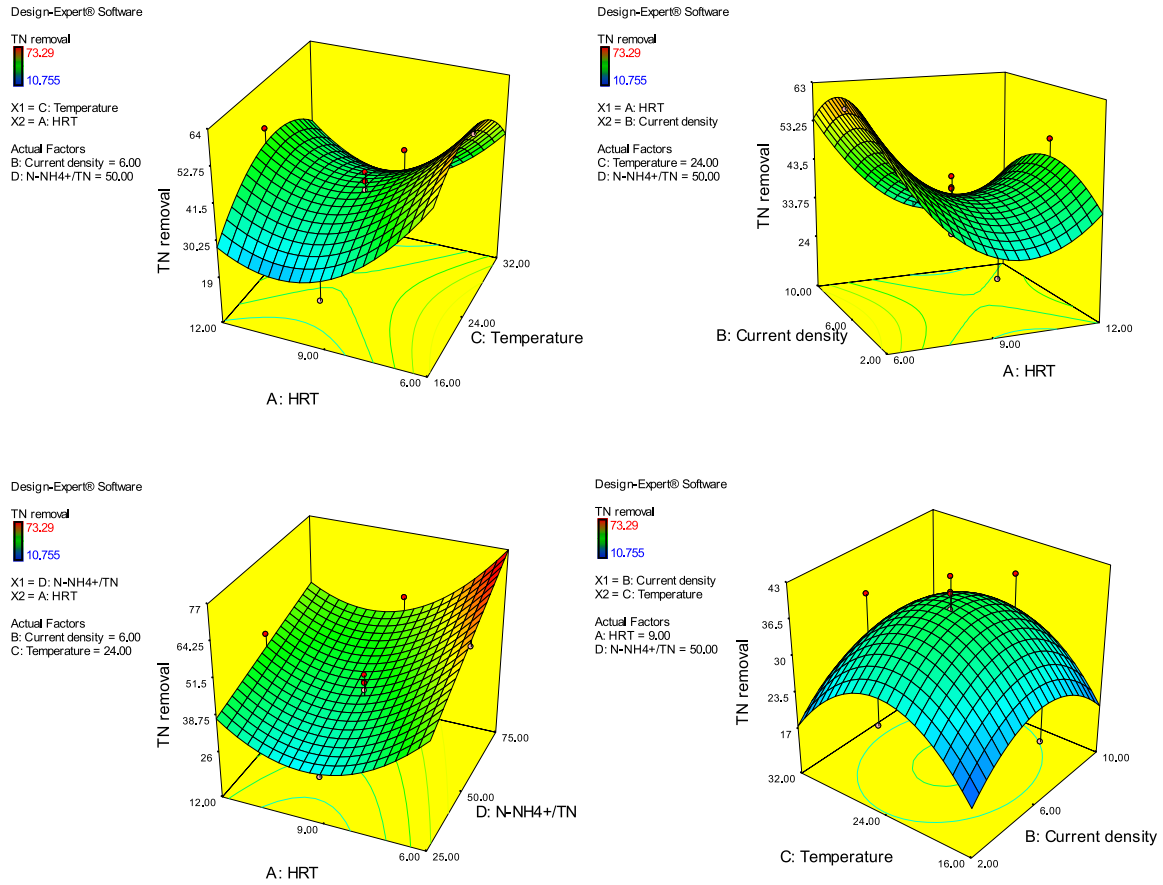 Design-Expert® Software
TN removal
73.29
10.755
X1 = C: Temperature
X2 = A: HRT
Actual Factors
B: Current density = 6.00
D: N-NH4+/TN = 50.00
64
52.75
41.5
30.25
19
TN removal
12.00
9.00
6.00
A: HRT
16.00
24.00
32.00
C: Temperature
Design-Expert® Software
TN removal
73.29
10.755
X1 = A: HRT
X2 = B: Current density
Actual Factors
C: Temperature = 24.00
D: N-NH4+/TN = 50.00
63
53.25
43.5
33.75
24
TN removal
10.00
6.00
2.00
B: Current density
6.00
9.00
12.00
A: HRT
Design-Expert® Software
TN removal
73.29
10.755
X1 = D: N-NH4+/TN
X2 = A: HRT
Actual Factors
B: Current density = 6.00
C: Temperature = 24.00
77
64.25
51.5
38.75
26
TN removal
12.00
9.00
6.00
A: HRT
25.00
50.00
75.00
D: N-NH4+/TN
Design-Expert® Software
TN removal
73.29
10.755
X1 = B: Current density
X2 = C: Temperature
Actual Factors
A: HRT = 9.00
D: N-NH4+/TN = 50.00
43
36.5
30
23.5
17
TN removal
32.00
24.00
16.00
C: Temperature
2.00
6.00
10.00
B: Current density